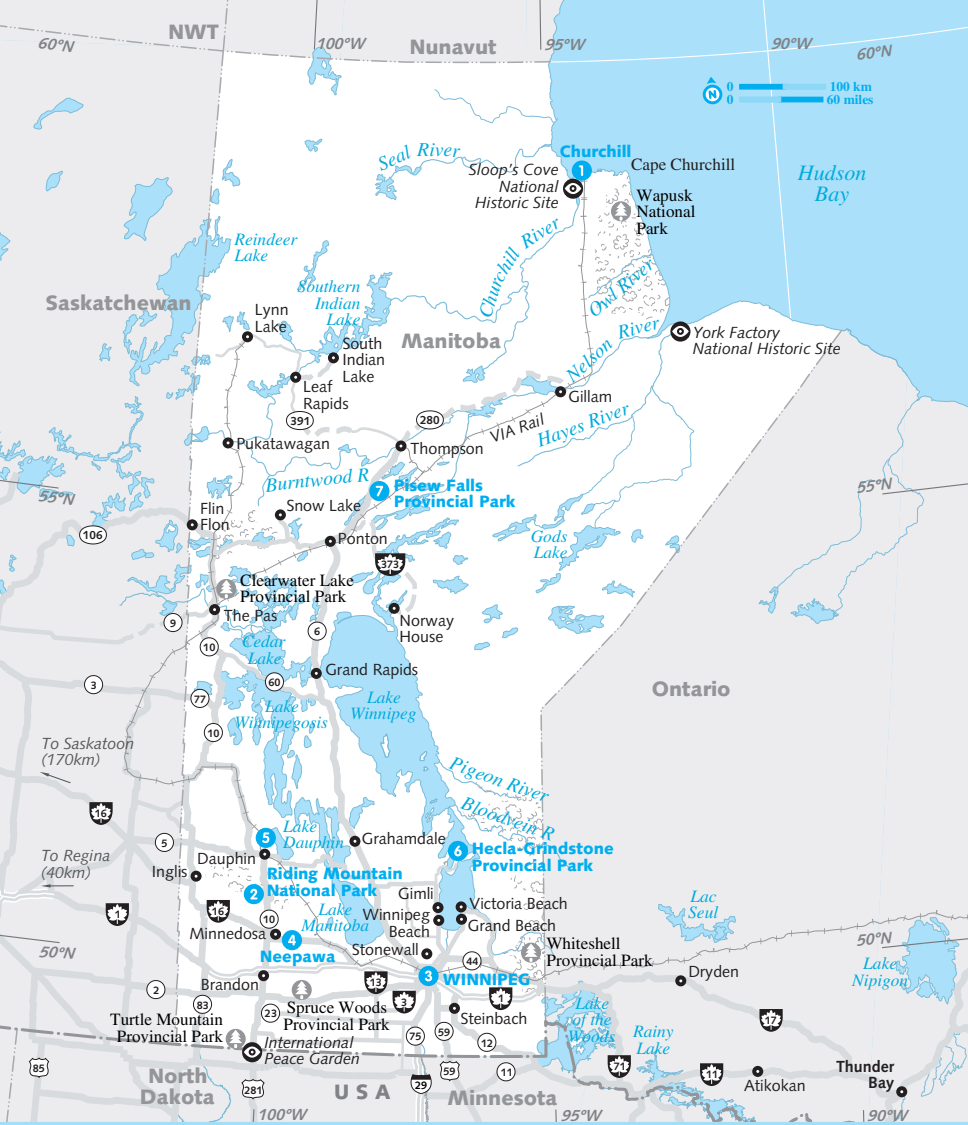 NWT
60°N
100°W
Nunavut
95°W
90°W
60°N
0 100 km
N
0 60 miles
Seal River
Churchill
1
Cape Churchill
Sloop's Cove
National
Historic Site
Hudson
Bay
Wapusk
National
Park
Reindeer
Lake
Churchill River
Owl River
Saskatchewan
Southern
Indian
Lake
Lynn
Lake
Manitoba
South
Indian
Lake
Nelson River
York Factory
National Historic Site
Leaf
Rapids
Gillam
391
280
VIA Rail
Hayes River
Pukatawagan
Thompson
Burntwood R
7
Pisew Falls
Provincial Park
55°N
55°N
Snow Lake
Flin
Flon
106
Ponton
Gods
Lake
373
Clearwater Lake
Provincial Park
The Pas
9
6
Norway
House
10
Cedar
Lake
Grand Rapids
60
3
77
Ontario
Lake
Winnipeg
Lake
Winnipegosis
10
To Saskatoon
(170km)
Pigeon River
16
Bloodvein R
5
5
Lake
Dauphin
Grahamdale
6
Hecla-Grindstone
Provincial Park
Dauphin
To Regina
(40km)
Inglis
Riding Mountain
National Park
2
Gimli
Victoria Beach
Lac
Seul
1
16
10
Lake
Manitoba
Winnipeg
Beach
Grand Beach
Minnedosa
4
Neepawa
Stonewall
Whiteshell
Provincial Park
50°N
50°N
44
Lake
Nipigon
Brandon
3
WINNIPEG
Dryden
13
2
83
Spruce Woods
Provincial Park
3
1
23
Steinbach
Lake
of the
Woods
17
Turtle Mountain
Provincial Park
International
Peace Garden
75
59
12
Rainy
Lake
85
North
Dakota
281
USA
29
59
11
Minnesota
71
11
Atikokan
Thunder
Bay
100°W
95°W
90°W